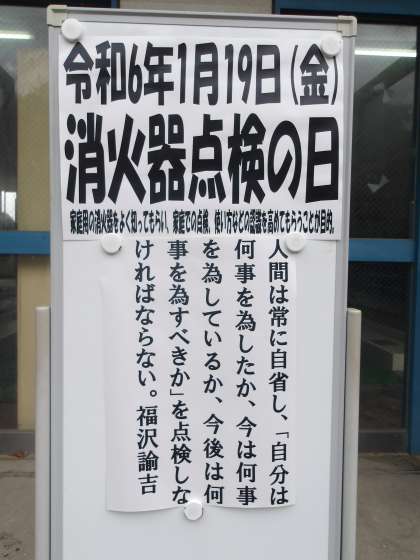 令和6年1月19日(金)
消火器点検の日
家庭用の消火器をよく知ってもらい、家庭での点検、使い方などの認識を高めてもらうことが目的。
人間は常に自省し、「自分は
何事を為したか、今は何事
を為しているか、今後は何
事を為すべきか」を点検しな
ければならない。福沢諭吉